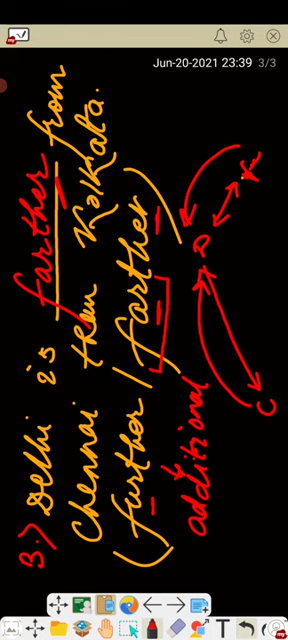 Jun-20-2021 23:39 3/3
3.) Delhi is farther from
Chennai than Kolkata.
(further / farther)
additional
D
K
C